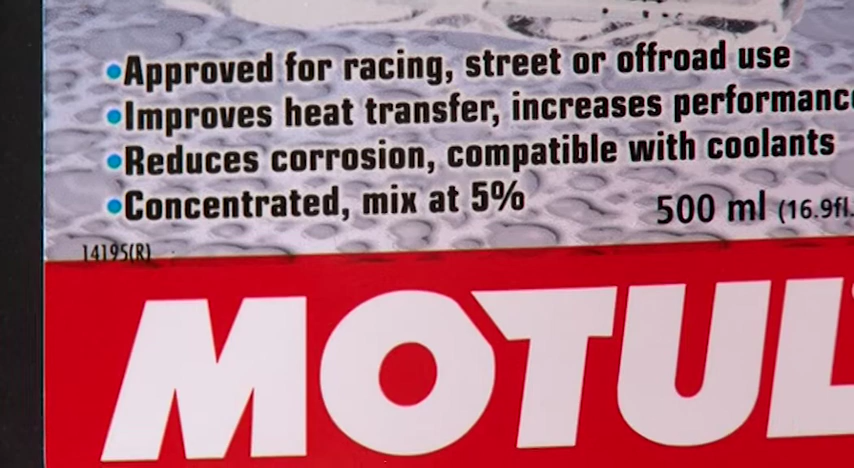 •Approved for racing, street or offroad use
•Improves heat transfer, increases performanc
•Reduces corrosion, compatible with coolants
•Concentrated, mix at 5%
500 ml (16.9fl.
14195(R)
MOTUL